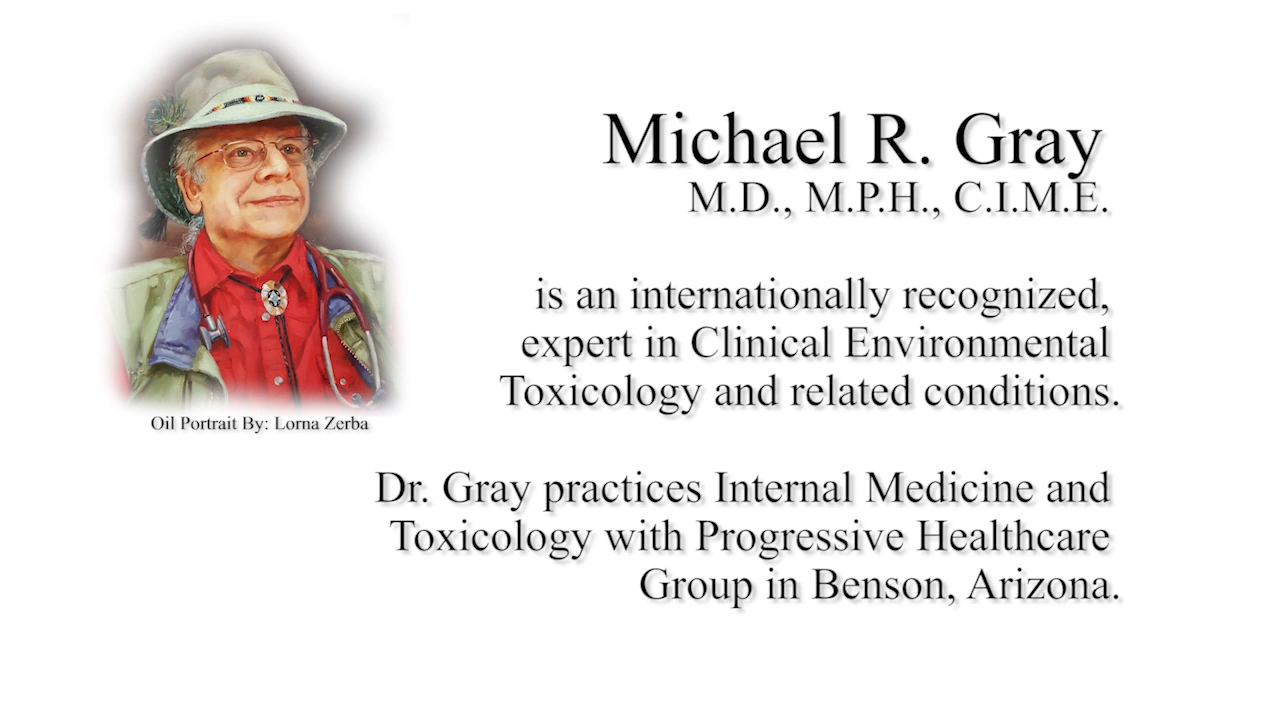 Michael R. Gray
M.D., M.P.H., C.I.M.E.
is an internationally recognized,
expert in Clinical Environmental
Toxicology and related conditions.
Oil Portrait By: Lorna Zerba
Dr. Gray practices Internal Medicine and
Toxicology with Progressive Healthcare
Group in Benson, Arizona.